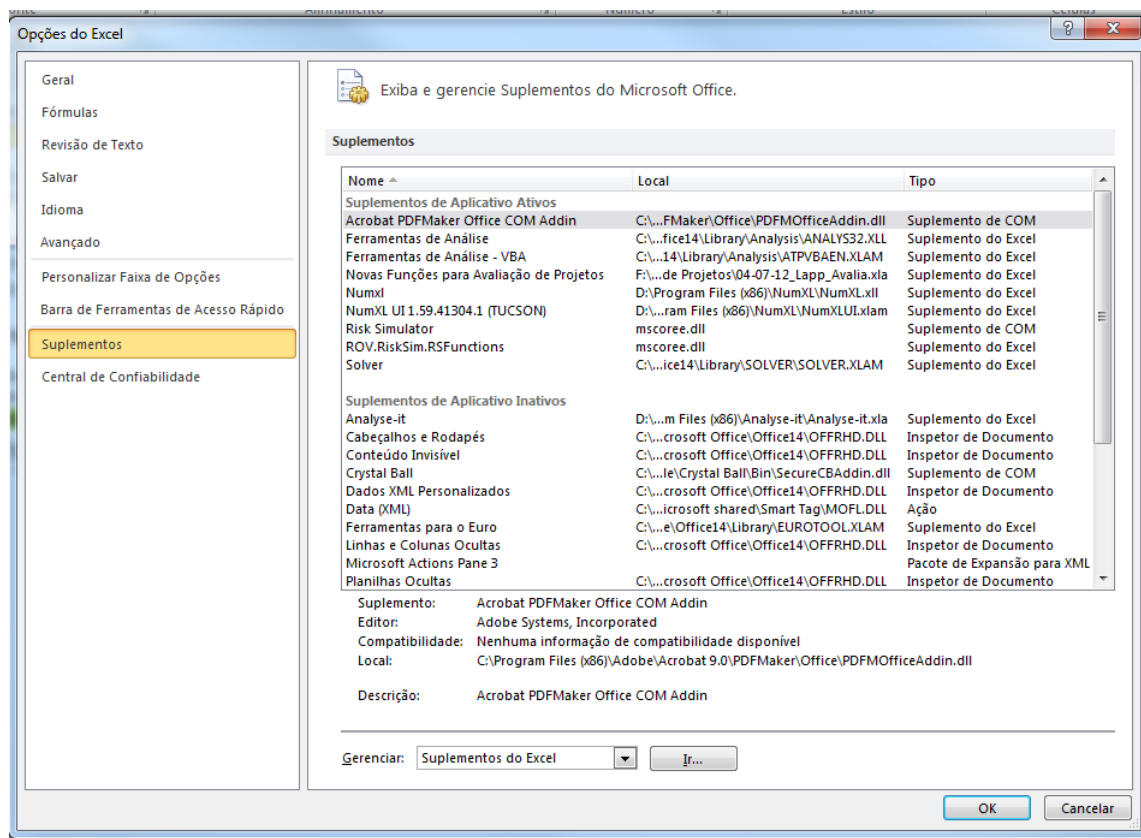 Opções do Excel
Geral
Fórmulas
Revisão de Texto
Salvar
Idioma
Avançado
Personalizar Faixa de Opções
Barra de Ferramentas de Acesso Rápido
Suplementos
Central de Confiabilidade
Exiba e gerencie Suplementos do Microsoft Office.
Suplementos
Nome Local Tipo
Suplementos de Aplicativo Ativos
Acrobat PDFMaker Office COM Addin C:\...FMaker\Office\PDFMOfficeAddin.dll Suplemento de COM
Ferramentas de Análise C:\...fice14\Library\Analysis\ANALYS32.XLL Suplemento do Excel
Ferramentas de Análise - VBA C:\...14\Library\Analysis\ATPVBAEN.XLAM Suplemento do Excel
Novas Funções para Avaliação de Projetos F:\...de Projetos\04-07-12_Lapp_Avalia.xla Suplemento do Excel
Numxl D:\Program Files (x86)\NumXL\NumXL.xll Suplemento do Excel
NumXL UI 1.59.41304.1 (TUCSON) D:\...ram Files (x86)\NumXL\NumXLUI.xlam Suplemento do Excel
Risk Simulator mscoree.dll Suplemento de COM
ROV.RiskSim.RSFunctions mscoree.dll Suplemento do Excel
Solver C:\...ice14\Library\SOLVER\SOLVER.XLAM Suplemento do Excel
Suplementos de Aplicativo Inativos
Analyse-it D:\...m Files (x86)\Analyse-it\Analyse-it.xla Suplemento do Excel
Cabeçalhos e Rodapés C:\...crosoft Office\Office14\OFFRHD.DLL Inspetor de Documento
Conteúdo Invisível C:\...crosoft Office\Office14\OFFRHD.DLL Inspetor de Documento
Crystal Ball C:\...le\Crystal Ball\Bin\SecureCBAddin.dll Suplemento de COM
Dados XML Personalizados C:\...crosoft Office\Office14\OFFRHD.DLL Inspetor de Documento
Data (XML) C:\...icrosoft shared\Smart Tag\MOFL.DLL Ação
Ferramentas para o Euro C:\...e\Office14\Library\EUROTOOL.XLAM Suplemento do Excel
Linhas e Colunas Ocultas C:\...crosoft Office\Office14\OFFRHD.DLL Inspetor de Documento
Microsoft Actions Pane 3 Pacote de Expansão para XML
Planilhas Ocultas C:\...crosoft Office\Office14\OFFRHD.DLL Inspetor de Documento
Suplemento: Acrobat PDFMaker Office COM Addin
Editor: Adobe Systems, Incorporated
Compatibilidade: Nenhuma informação de compatibilidade disponível
Local: C:\Program Files (x86)\Adobe\Acrobat 9.0\PDFMaker\Office\PDFMOfficeAddin.dll
Descrição: Acrobat PDFMaker Office COM Addin
Gerenciar: Suplementos do Excel Ir...
OK Cancelar